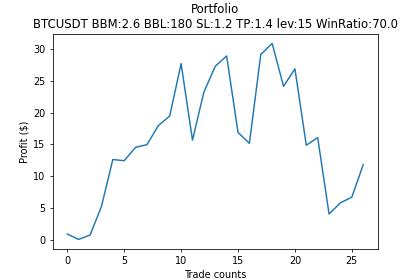 Portfolio
BTCUSDT BBM:2.6 BBL:180 SL:1.2 TP:1.4 lev:15 WinRatio:70.0
30
25
20
15
10
5
0
Profit ($)
0 5 10 15 20 25
Trade counts